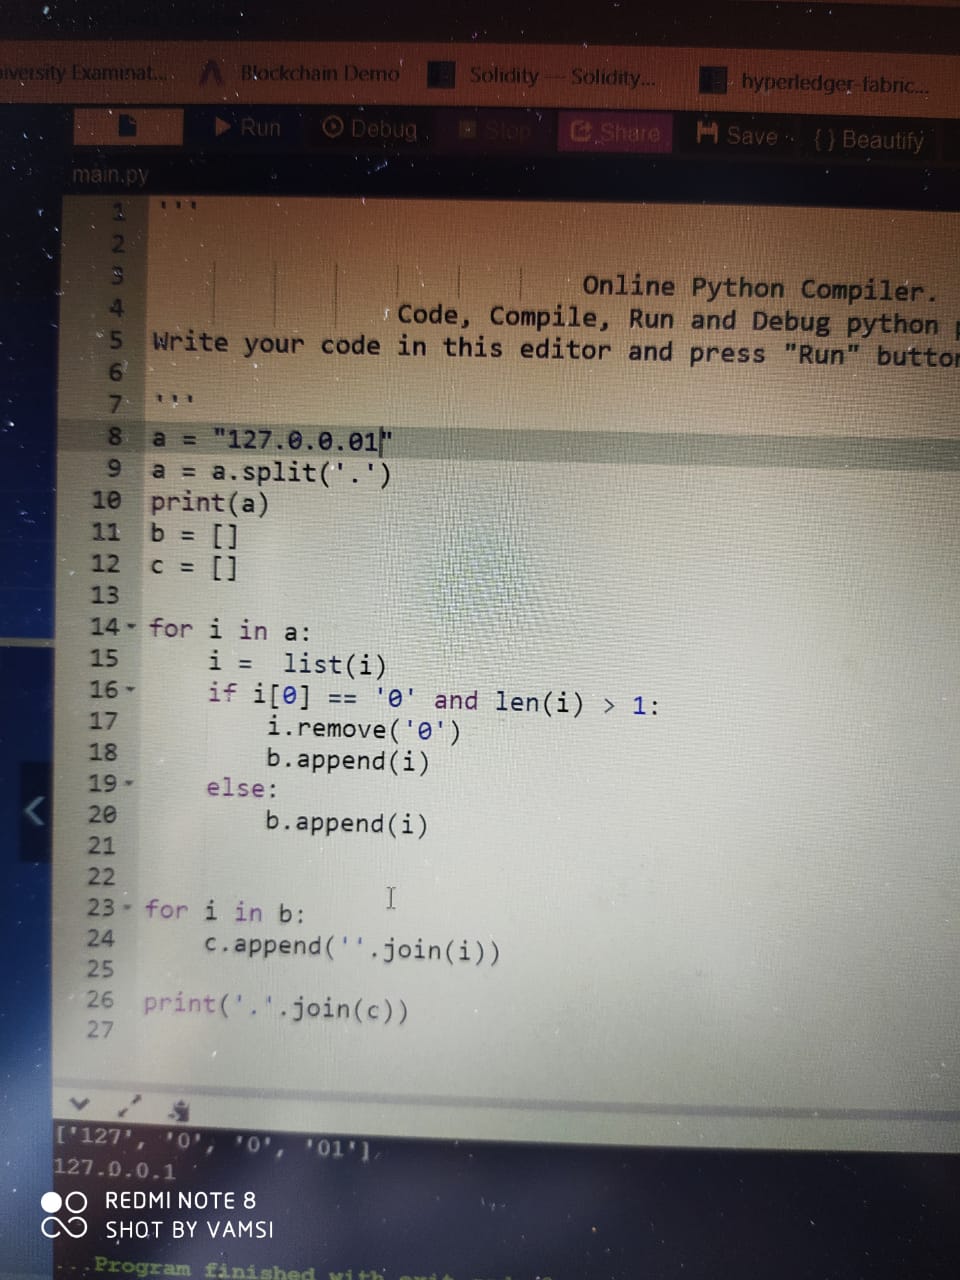 iversity Examinat... Blockchain Demo Solidity — Solidity... hyperledger-fabric...
Run Debug Stop Share Save {} Beautify
main.py
1 '''
2
3 Online Python Compiler.
4 Code, Compile, Run and Debug python
5 Write your code in this editor and press "Run" button
6
7 '''
8 a = "127.0.0.01"
9 a = a.split('.')
10 print(a)
11 b = []
12 c = []
13
14 for i in a:
15 i = list(i)
16 if i[0] == '0' and len(i) > 1:
17 i.remove('0')
18 b.append(i)
19 else:
20 b.append(i)
21
22
23 for i in b:
24 c.append(''.join(i))
25
26 print('.'.join(c))
27
['127', '0', '0', '01']
127.0.0.1
REDMI NOTE 8
SHOT BY VAMSI
...Program finished with